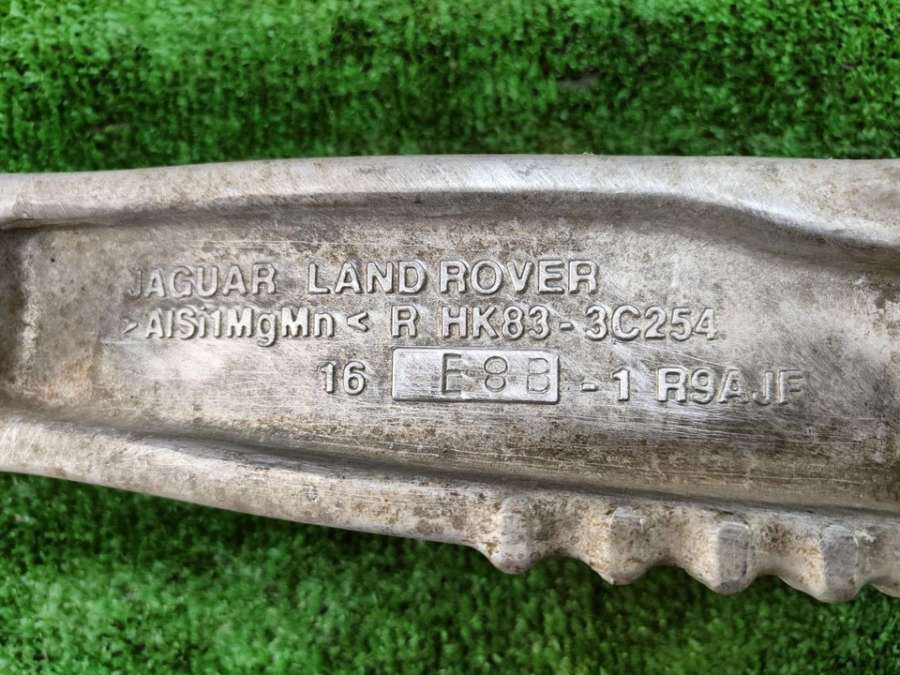 JAGUAR LAND ROVER
>AlSi1MgMn< R HK83-3C254
16 E8B -1 R9AJF